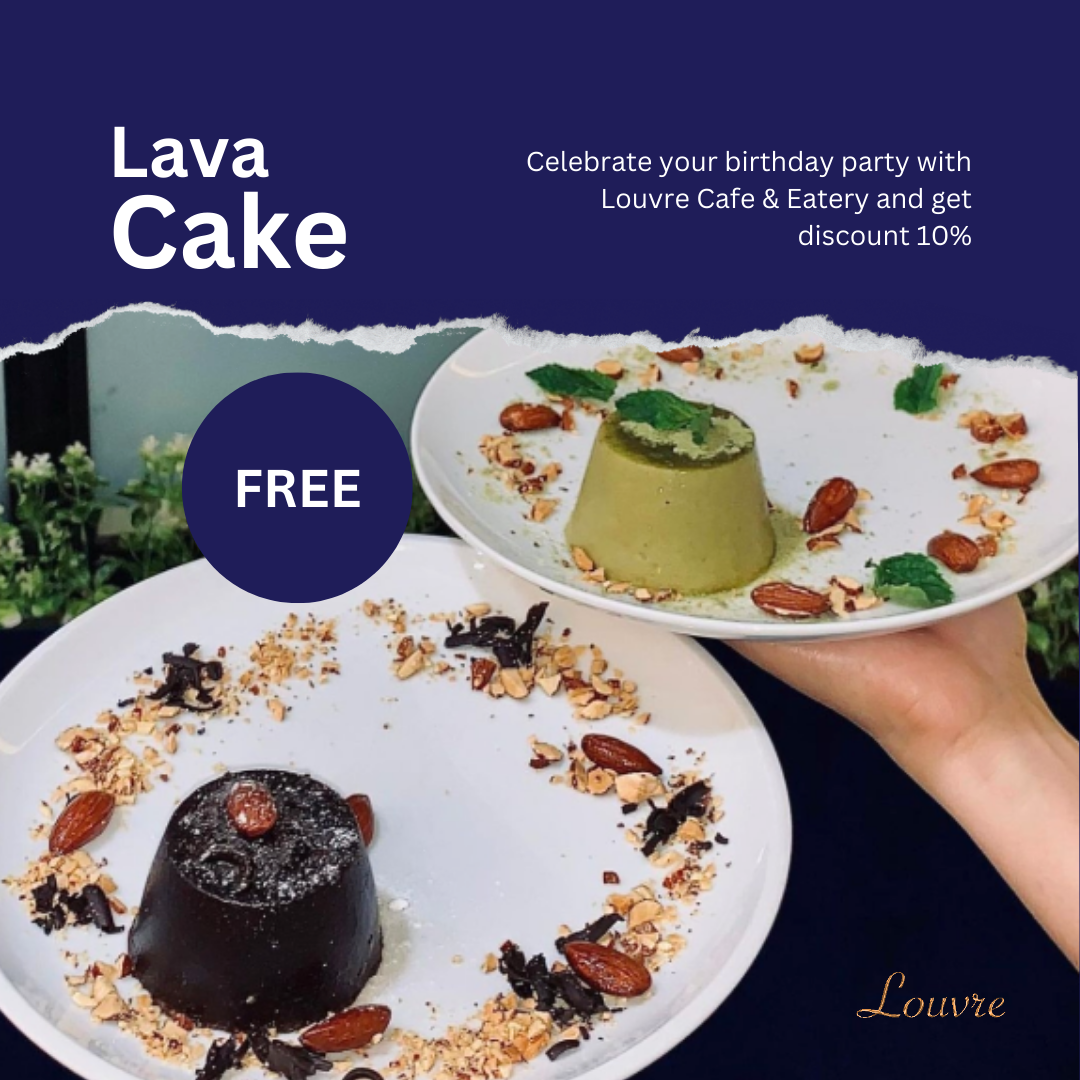 Lava
Cake
Celebrate your birthday party with
Louvre Cafe & Eatery and get
discount 10%
FREE
Louvre